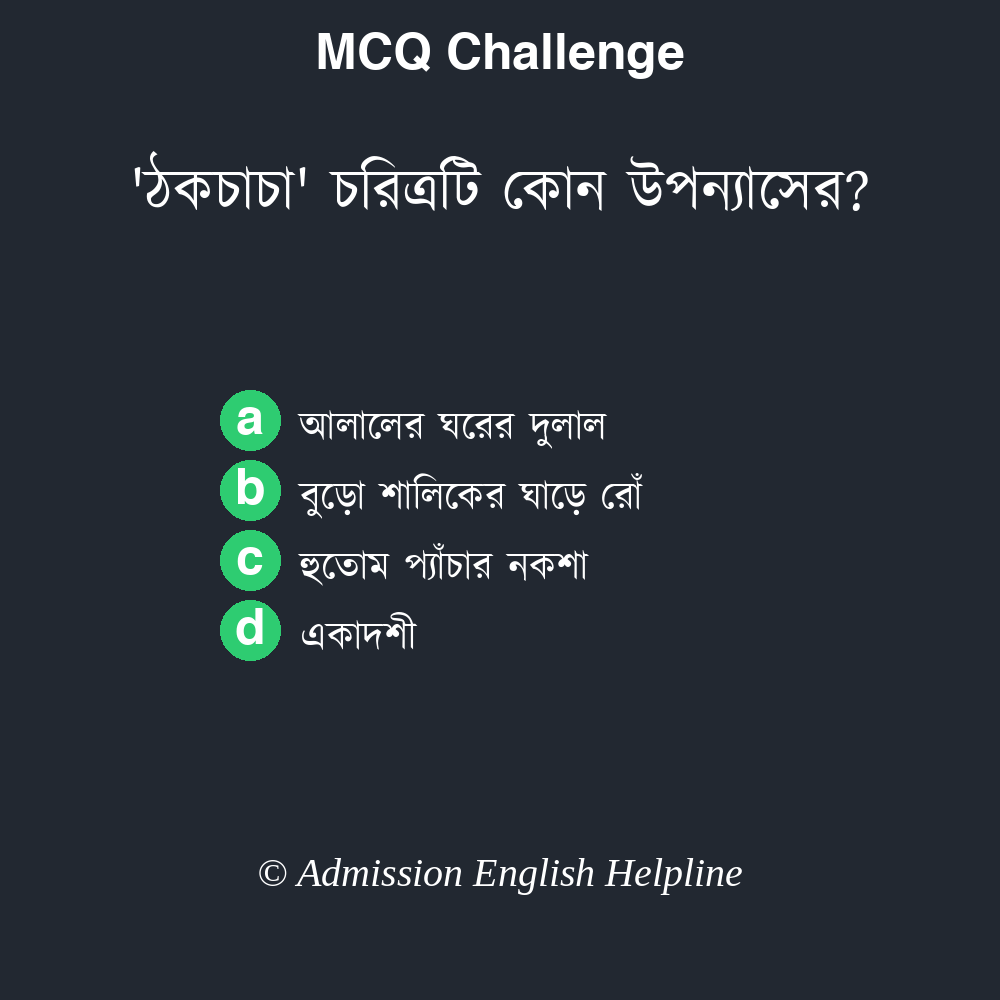 MCQ Challenge
'ঠকচাচা' চরিত্রটি কোন উপন্যাসের?
a আলালের ঘরের দুলাল
b বুড়ো শালিকের ঘাড়ে রোঁ
c হুতোম প্যাঁচার নকশা
d একাদশী
© Admission English Helpline